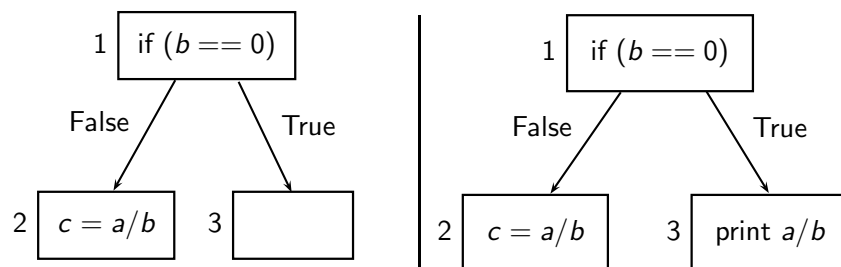 1 if (b == 0)
False True
2 c = a/b 3
1 if (b == 0)
False True
2 c = a/b 3 print a/b